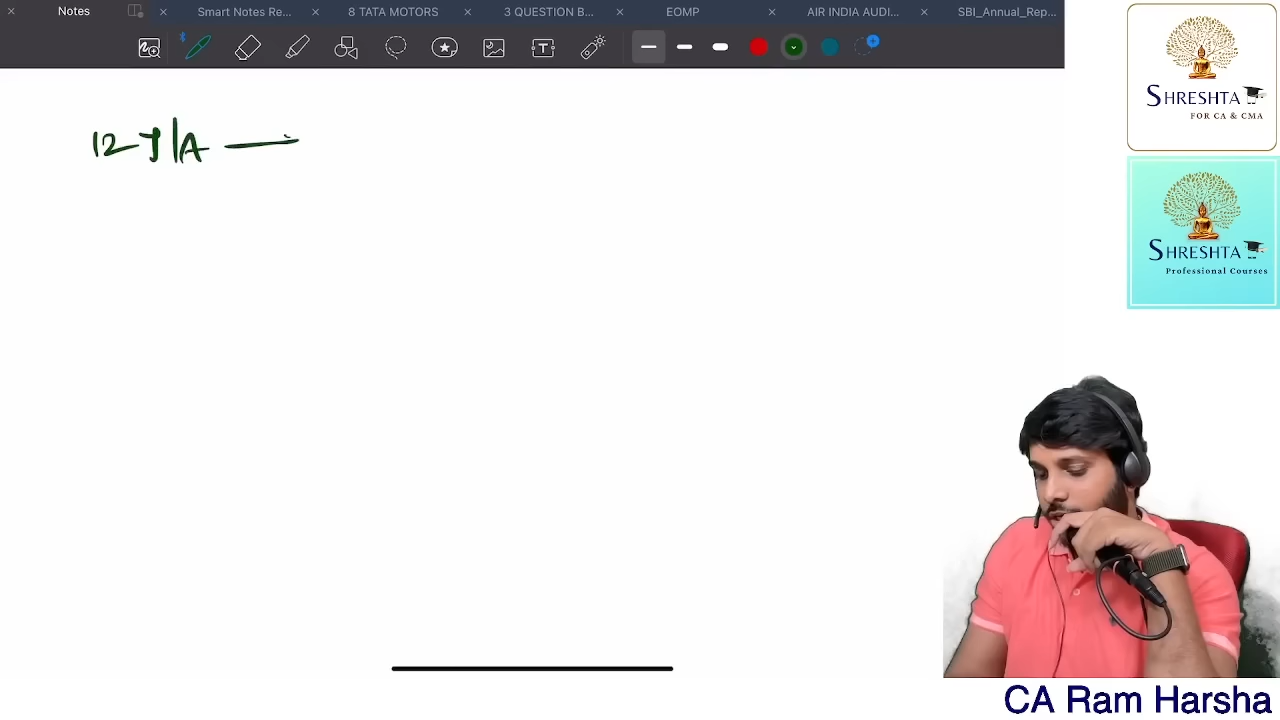 Notes
Smart Notes Re...
8 TATA MOTORS
3 QUESTION B...
EOMP
AIR INDIA AUDI...
SBI_Annual_Rep...
T
SHRESHTA
FOR CA & CMA
12 Y|A —
SHRESHTA
Professional Courses
CA Ram Harsha